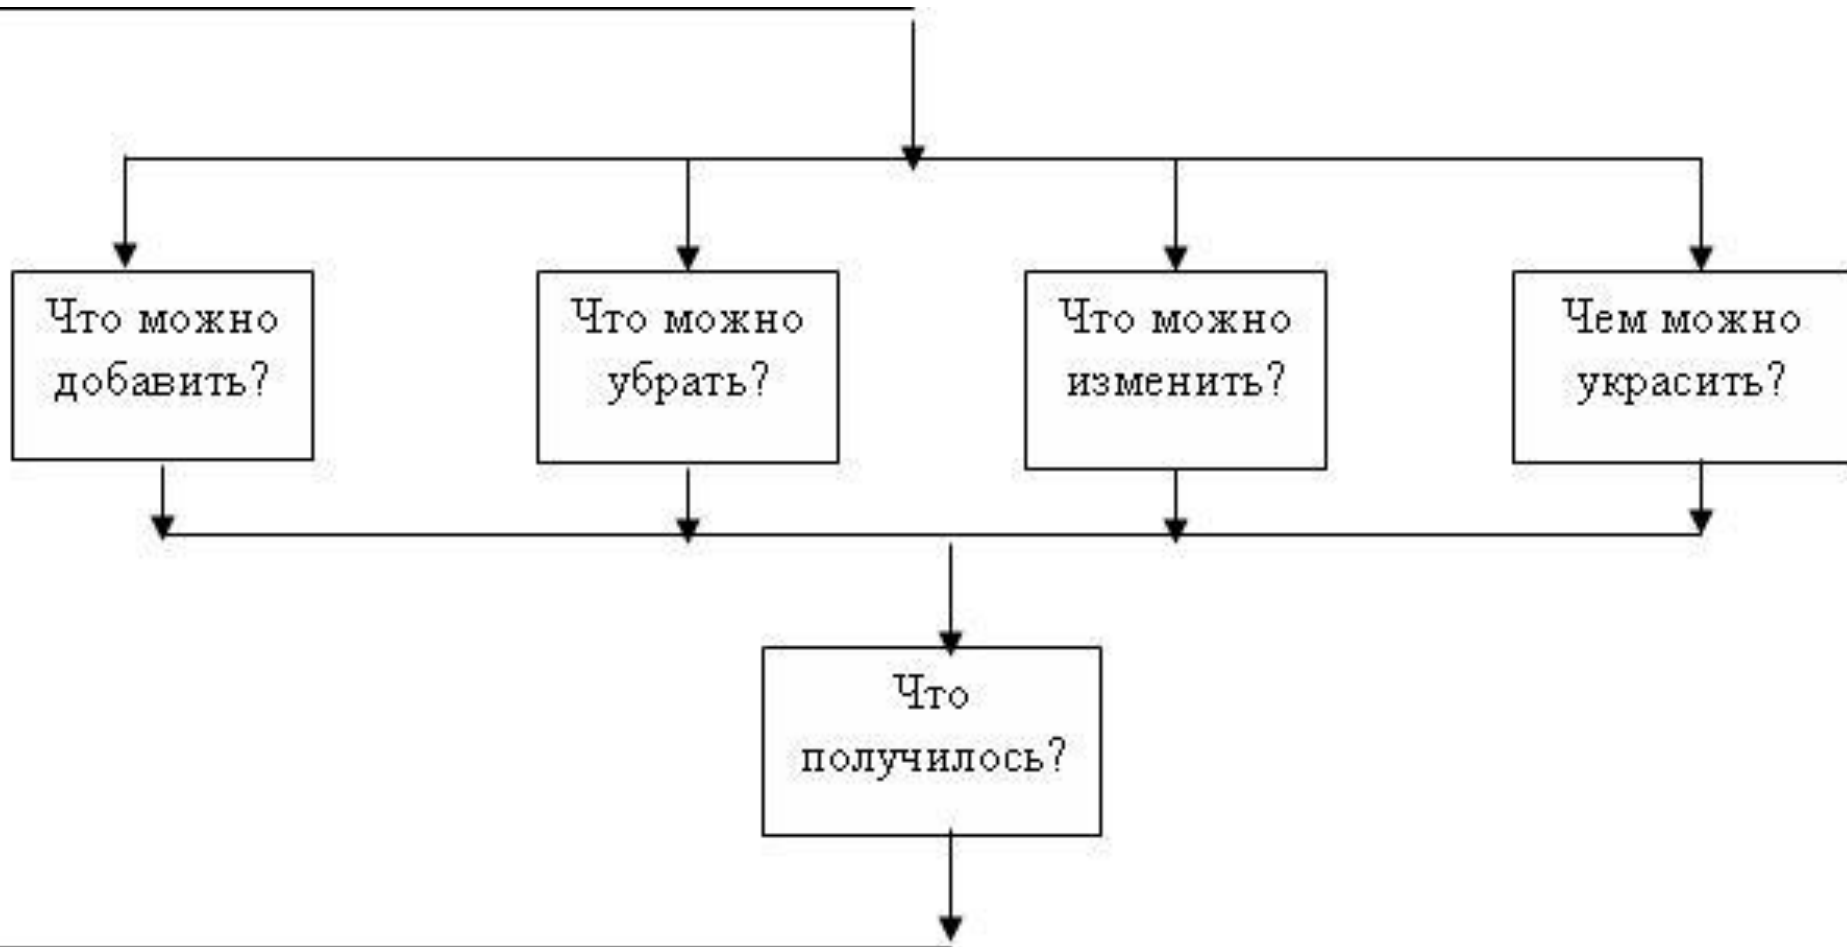 Что можно
добавить?
Что можно
убрать?
Что можно
изменить?
Чем можно
украсить?
Что
получилось?